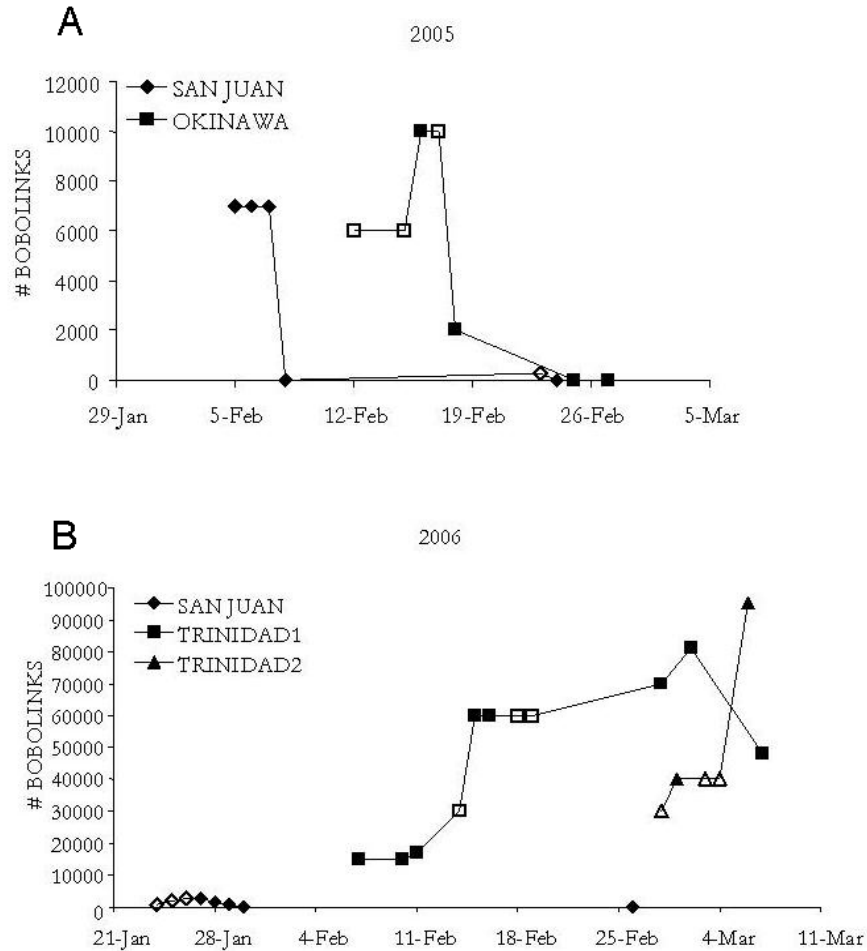 A
2005
SAN JUAN
OKINAWA
# BOBOLINKS
12000
10000
8000
6000
4000
2000
0
29-Jan 5-Feb 12-Feb 19-Feb 26-Feb 5-Mar
B
2006
SAN JUAN
TRINIDAD1
TRINIDAD2
# BOBOLINKS
100000
90000
80000
70000
60000
50000
40000
30000
20000
10000
0
21-Jan 28-Jan 4-Feb 11-Feb 18-Feb 25-Feb 4-Mar 11-Mar